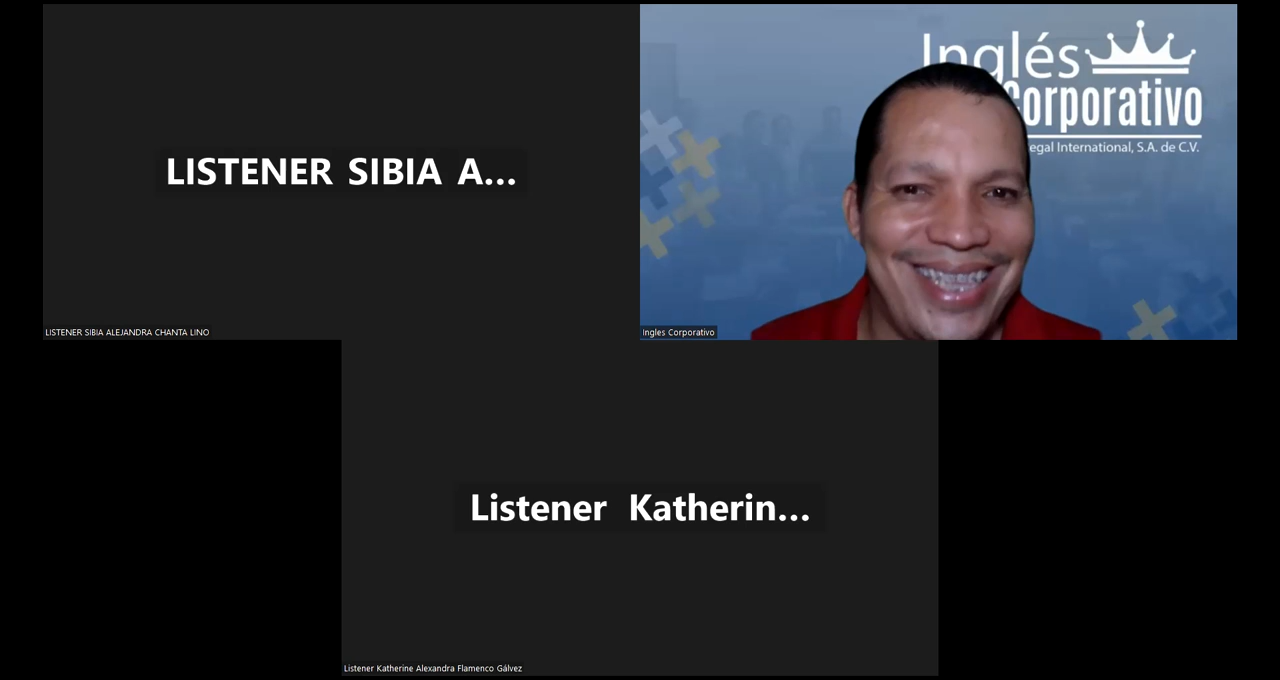 LISTENER SIBIA A...
LISTENER SIBIA ALEJANDRA CHANTA LINO
Inglés
Corporativo
egal International, S.A. de C.V.
Ingles Corporativo
Listener Katherin...
Listener Katherine Alexandra Flamenco Gálvez